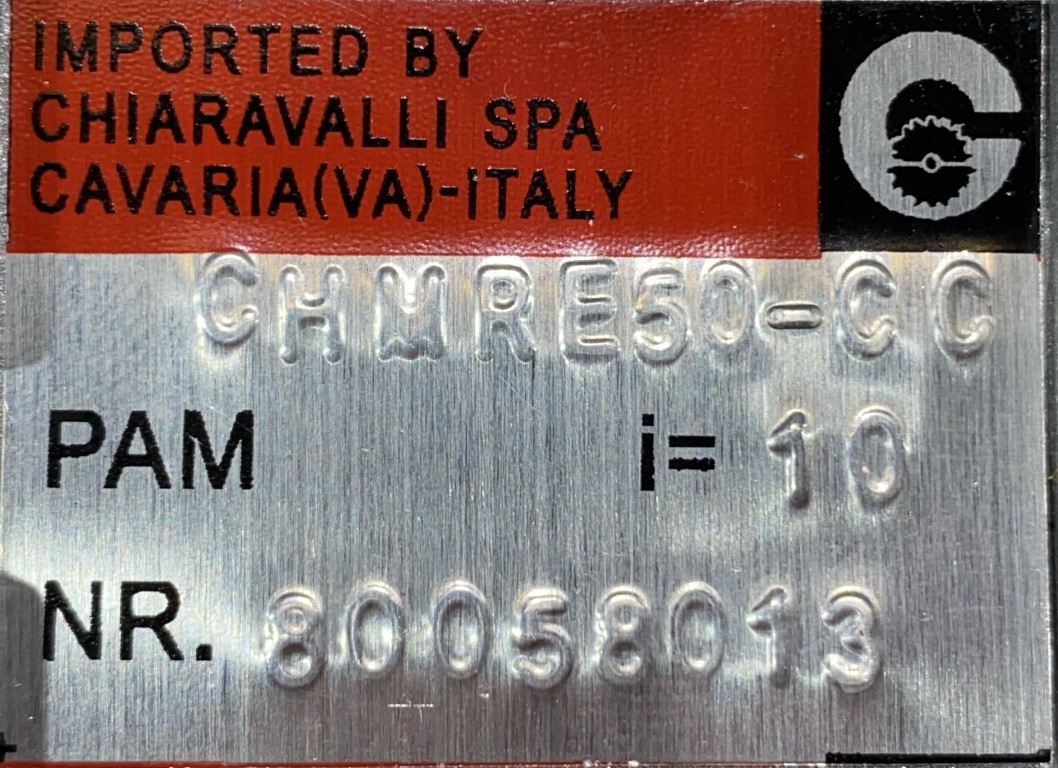 IMPORTED BY
CHIARAVALLI SPA
CAVARIA(VA)-iTALY
CHMRE50-CC
PAM i= 10
NR. 80058013